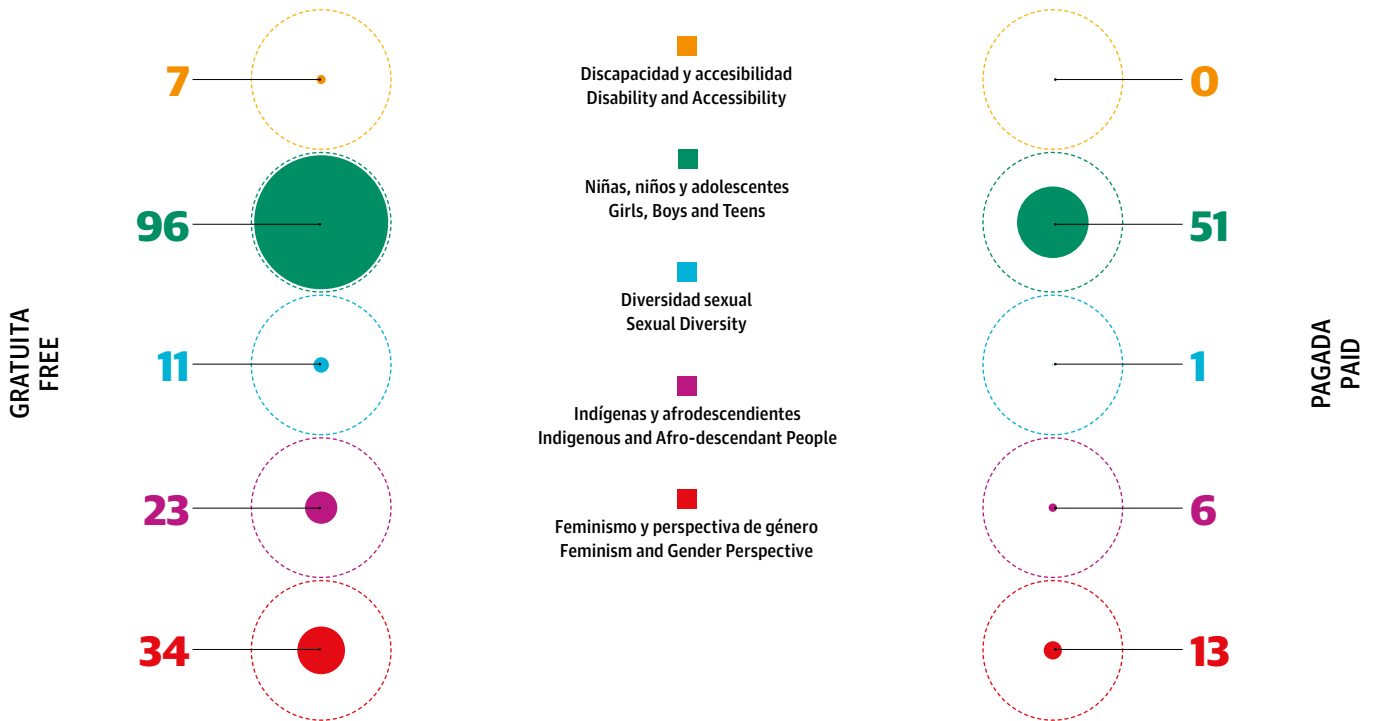 GRATUITA
FREE
7
96
11
23
34
Discapacidad y accesibilidad
Disability and Accessibility
Niñas, niños y adolescentes
Girls, Boys and Teens
Diversidad sexual
Sexual Diversity
Indígenas y afrodescendientes
Indigenous and Afro-descendant People
Feminismo y perspectiva de género
Feminism and Gender Perspective
0
51
1
6
13
PAGADA
PAID